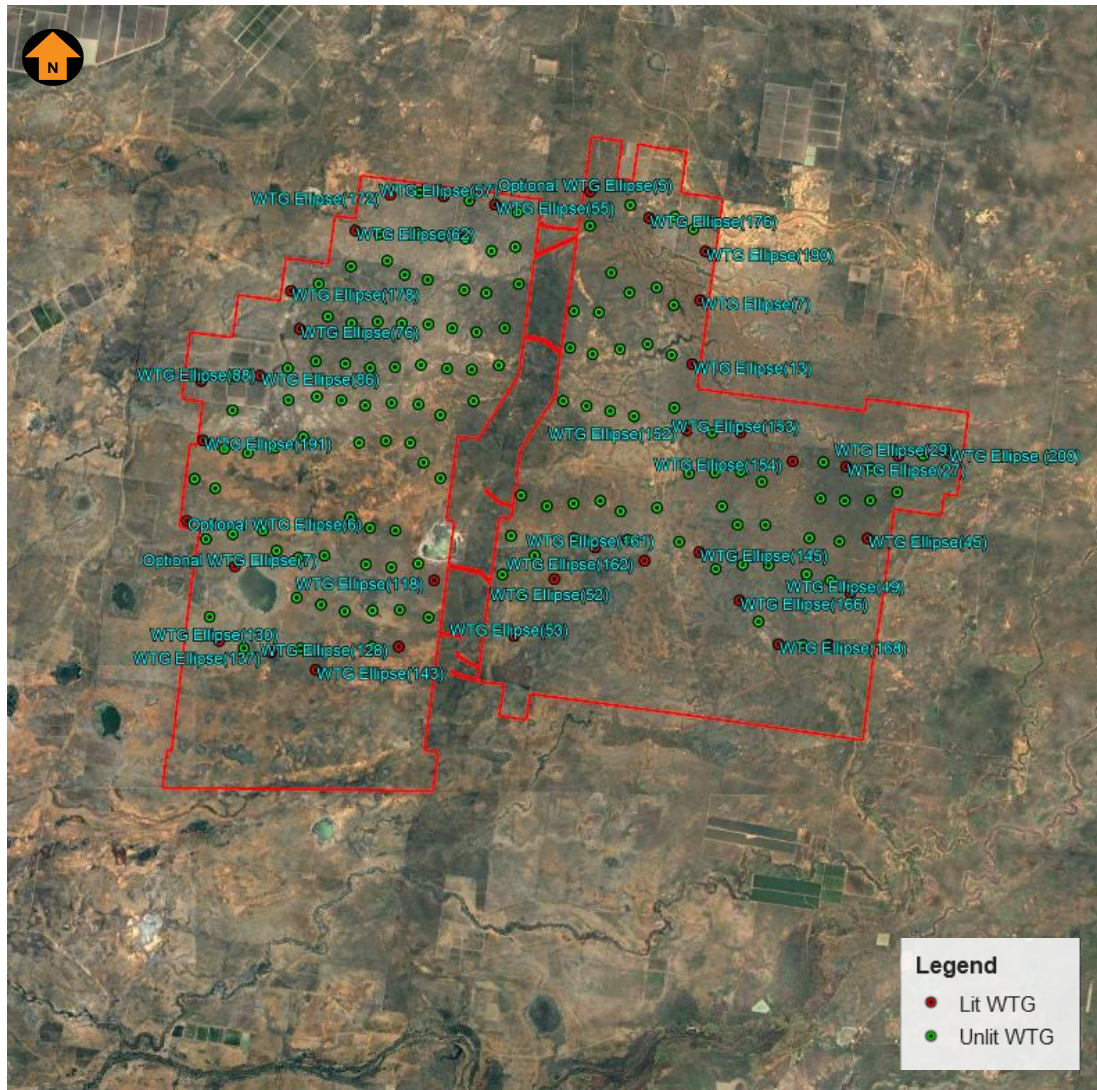 N
Optional WTG Ellipse(5)
WTG Ellipse(172)
WTG Ellipse(57)
WTG Ellipse(55)
WTG Ellipse(176)
WTG Ellipse(62)
WTG Ellipse(190)
WTG Ellipse(178)
WTG Ellipse(7)
WTG Ellipse(76)
WTG Ellipse(13)
WTG Ellipse(88)
WTG Ellipse(86)
WTG Ellipse(152)
WTG Ellipse(153)
WTG Ellipse(191)
WTG Ellipse(29)
WTG Ellipse (200)
WTG Ellipse(154)
WTG Ellipse(27)
Optional WTG Ellipse(6)
WTG Ellipse(161)
WTG Ellipse(45)
Optional WTG Ellipse(7)
WTG Ellipse(162)
WTG Ellipse(145)
WTG Ellipse(118)
WTG Ellipse(52)
WTG Ellipse(49)
WTG Ellipse(166)
WTG Ellipse(53)
WTG Ellipse(130)
WTG Ellipse(137)
WTG Ellipse(128)
WTG Ellipse(168)
WTG Ellipse(143)
Legend
Lit WTG
Unlit WTG